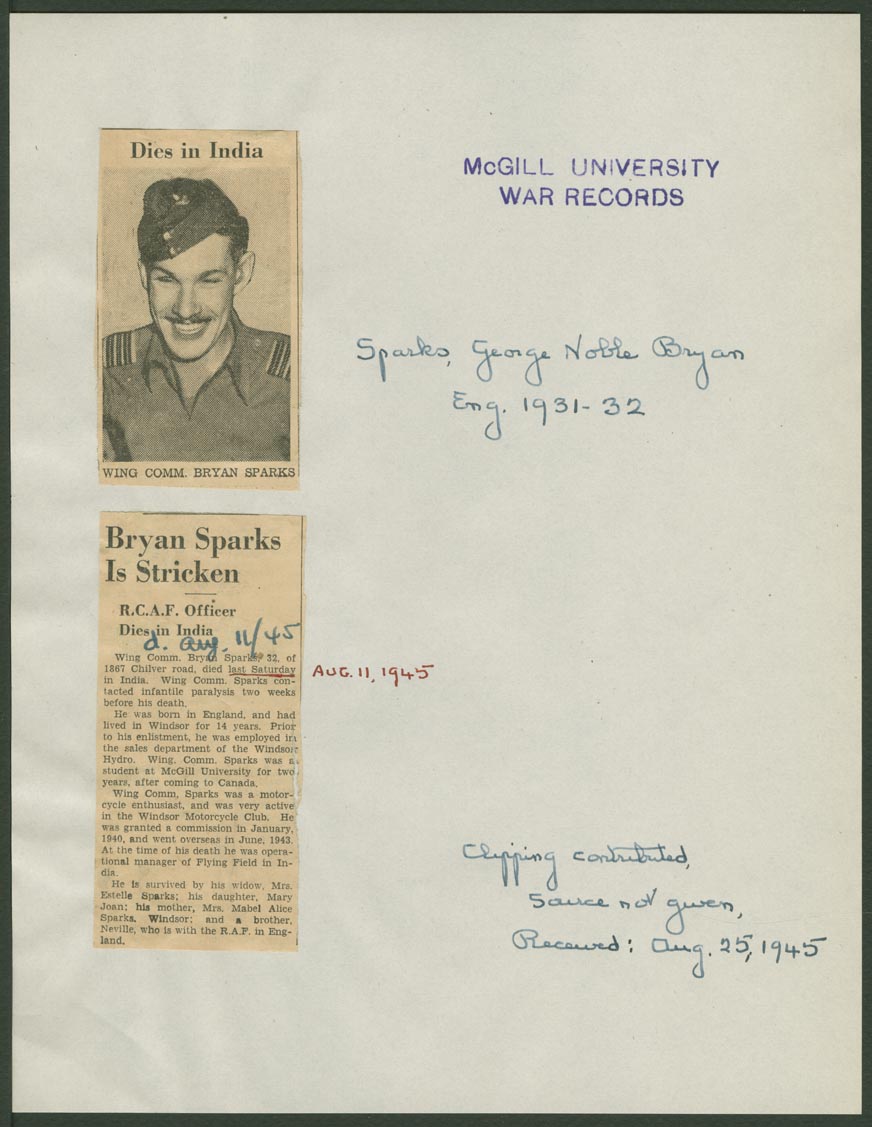 Dies in India
McGILL UNIVERSITY
WAR RECORDS
Sparks, George Noble Bryan
Eng. 1931-32
WING COMM. BRYAN SPARKS
Bryan Sparks
Is Stricken
R.C.A.F. Officer
Dies in India
d. Aug. 11/45
Wing Comm. Bryan Sparks, 32, of
1867 Chilver road, died last Saturday
in India. Wing Comm. Sparks con-
tacted infantile paralysis two weeks
before his death.
AUG. 11, 1945
He was born in England, and had
lived in Windsor for 14 years. Prior
to his enlistment, he was employed in
the sales department of the Windsor
Hydro. Wing. Comm. Sparks was a
student at McGill University for two
years, after coming to Canada.
Wing Comm. Sparks was a motor-
cycle enthusiast, and was very active
in the Windsor Motorcycle Club. He
was granted a commission in January,
1940, and went overseas in June, 1943.
At the time of his death he was opera-
tional manager of Flying Field in In-
dia.
He is survived by his widow, Mrs.
Estelle Sparks; his daughter, Mary
Joan; his mother, Mrs. Mabel Alice
Sparks, Windsor; and a brother,
Neville, who is with the R.A.F. in Eng-
land.
Clipping contributed,
Source not given,
Received: Aug. 25, 1945